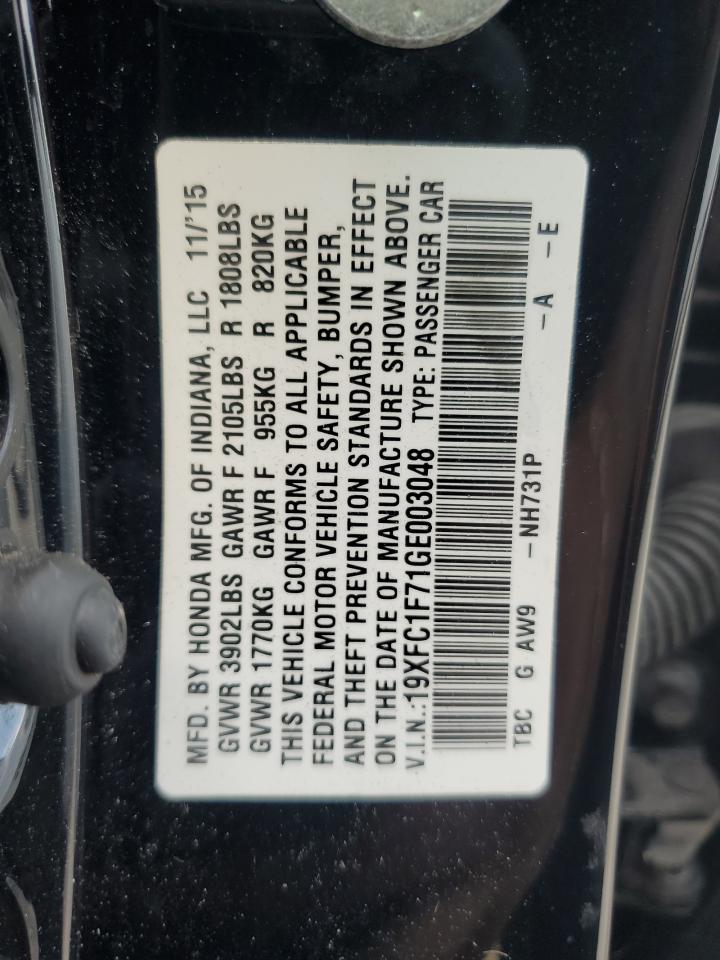 MFD. BY HONDA MFG. OF INDIANA, LLC 11/'15
GVWR 3902LBS GAWR F 2105LBS R 1808LBS
GVWR 1770KG GAWR F 955KG R 820KG
THIS VEHICLE CONFORMS TO ALL APPLICABLE
FEDERAL MOTOR VEHICLE SAFETY, BUMPER,
AND THEFT PREVENTION STANDARDS IN EFFECT
ON THE DATE OF MANUFACTURE SHOWN ABOVE.
V.I.N.:19XFC1F71GE003048 TYPE: PASSENGER CAR
TBC G AW9 -NH731P -A -E